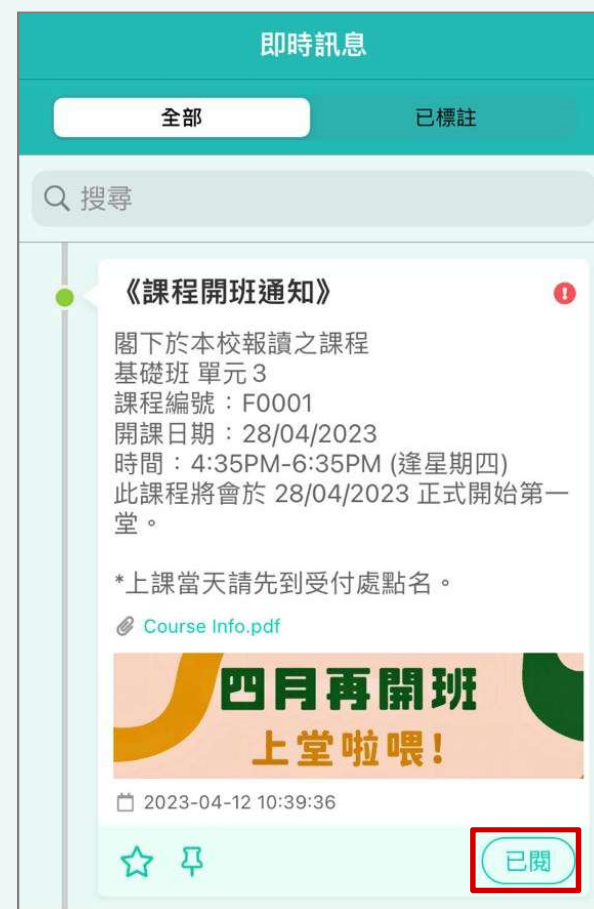 即時訊息
全部 已標註
搜尋
《課程開班通知》
閣下於本校報讀之課程
基礎班 單元3
課程編號：F0001
開課日期：28/04/2023
時間：4:35PM-6:35PM (逢星期四)
此課程將會於 28/04/2023 正式開始第一
堂。
*上課當天請先到受付處點名。
Course Info.pdf
四月再開班
上堂啦喂!
2023-04-12 10:39:36
已閱